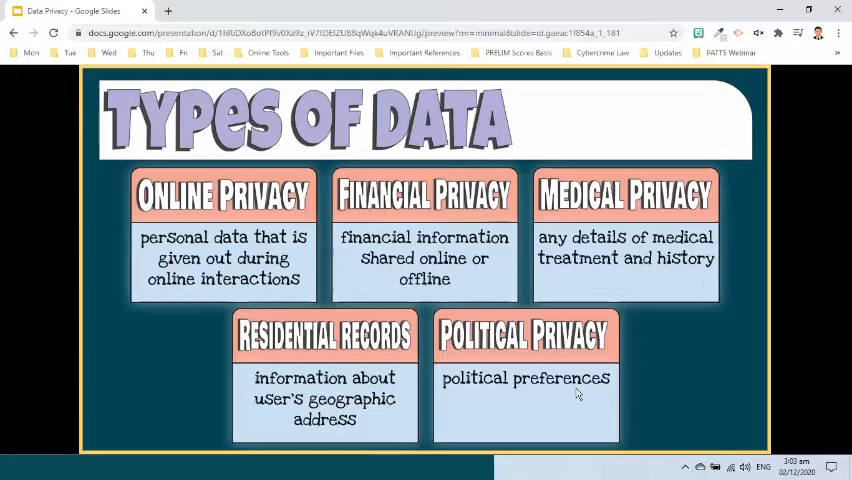 Data Privacy - Google Slides
docs.google.com/presentation/d/1hRiDXoBotPf9v0Xa9z_iV7tDEIZU88qWqk4uVRANIJg/preview?rm=minimal&slide=id.gaeac1f854a_1_181
Mon Tue Wed Thu Fri Sat Online Tools Important Files Important References PRELIM Scores Basis Cybercrime Law Updates PATTS Webinar
TYPES OF DATA
ONLINE PRIVACY
personal data that is
given out during
online interactions
FINANCIAL PRIVACY
financial information
shared online or
offline
MEDICAL PRIVACY
any details of medical
treatment and history
RESIDENTIAL RECORDS
information about
user's geographic
address
POLITICAL PRIVACY
political preferences
ENG
3:03 am
02/12/2020